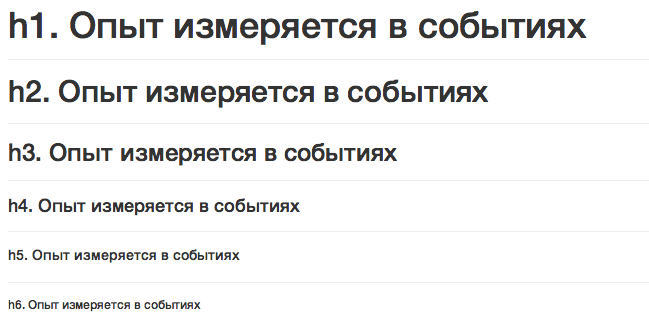 h1. Опыт измеряется в событиях
h2. Опыт измеряется в событиях
h3. Опыт измеряется в событиях
h4. Опыт измеряется в событиях
h5. Опыт измеряется в событиях
h6. Опыт измеряется в событиях